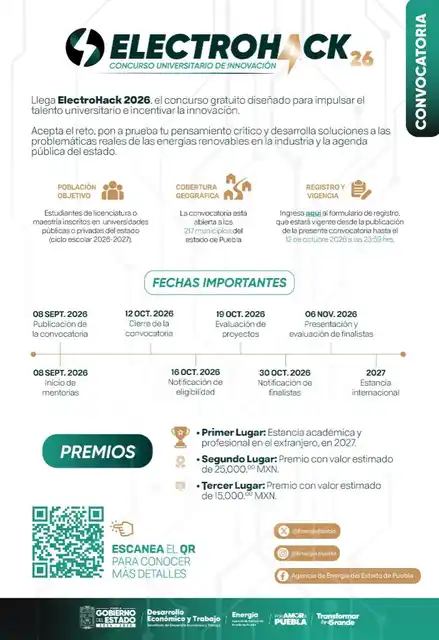 CONVOCATORIA
ELECTROHACK 26
CONCURSO UNIVERSITARIO DE INNOVACIÓN
Llega ElectroHack 2026, el concurso gratuito diseñado para impulsar el
talento universitario e incentivar la innovación.
Acepta el reto, pon a prueba tu pensamiento crítico y desarrolla soluciones a las
problemáticas reales de las energías renovables en la industria y la agenda
pública del estado.
POBLACIÓN
OBJETIVO
Estudiantes de licenciatura o
maestría inscritos en universidades
públicas o privadas del estado
(ciclo escolar 2026-2027).
COBERTURA
GEOGRÁFICA
La convocatoria está
abierta a los
217 municipios del
estado de Puebla
REGISTRO Y
VIGENCIA
Ingresa aquí al formulario de registro,
que estará vigente desde la publicación
de la presente convocatoria hasta el
12 de octubre 2026 a las 23:59 hrs.
FECHAS IMPORTANTES
08 SEPT. 2026
Publicación de
la convocatoria
12 OCT. 2026
Cierre de la
convocatoria
19 OCT. 2026
Evaluación de
proyectos
06 NOV. 2026
Presentación y
evaluación de finalistas
08 SEPT. 2026
Inicio de
mentorías
16 OCT. 2026
Notificación de
eligibilidad
30 OCT. 2026
Notificación de
finalistas
2027
Estancia
internacional
PREMIOS
• Primer Lugar: Estancia académica y
profesional en el extranjero, en 2027.
• Segundo Lugar: Premio con valor estimado
de 25,000.00 MXN.
• Tercer Lugar: Premio con valor estimado
de 15,000.00 MXN.
ESCANEA EL QR
PARA CONOCER
MÁS DETALLES
@EnergiaPuebla
@energia.puebla
Agencia de Energía del Estado de Puebla
GOBIERNO
DEL ESTADO
Desarrollo
Económico y Trabajo
Energía
POR AMOR A
PUEBLA
Transformar
Grande